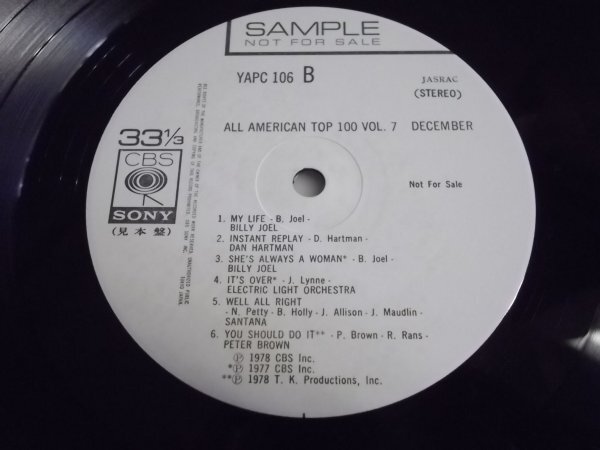 SAMPLE
NOT FOR SALE
YAPC 106 B
JASRAC
(STEREO)
ALL AMERICAN TOP 100 VOL. 7 DECEMBER
33 1/3
CBS
SONY
(見本盤)
Not For Sale
1. MY LIFE - B. Joel -
BILLY JOEL
2. INSTANT REPLAY - D. Hartman -
DAN HARTMAN
3. SHE'S ALWAYS A WOMAN* - B. Joel -
BILLY JOEL
4. IT'S OVER* - J. Lynne -
ELECTRIC LIGHT ORCHESTRA
5. WELL ALL RIGHT
- N. Petty - B. Holly - J. Allison - J. Maudlin -
SANTANA
6. YOU SHOULD DO IT** - P. Brown - R. Rans -
PETER BROWN
Ⓟ 1978 CBS Inc.
*Ⓟ 1977 CBS Inc.
**Ⓟ 1978 T. K. Productions, Inc.